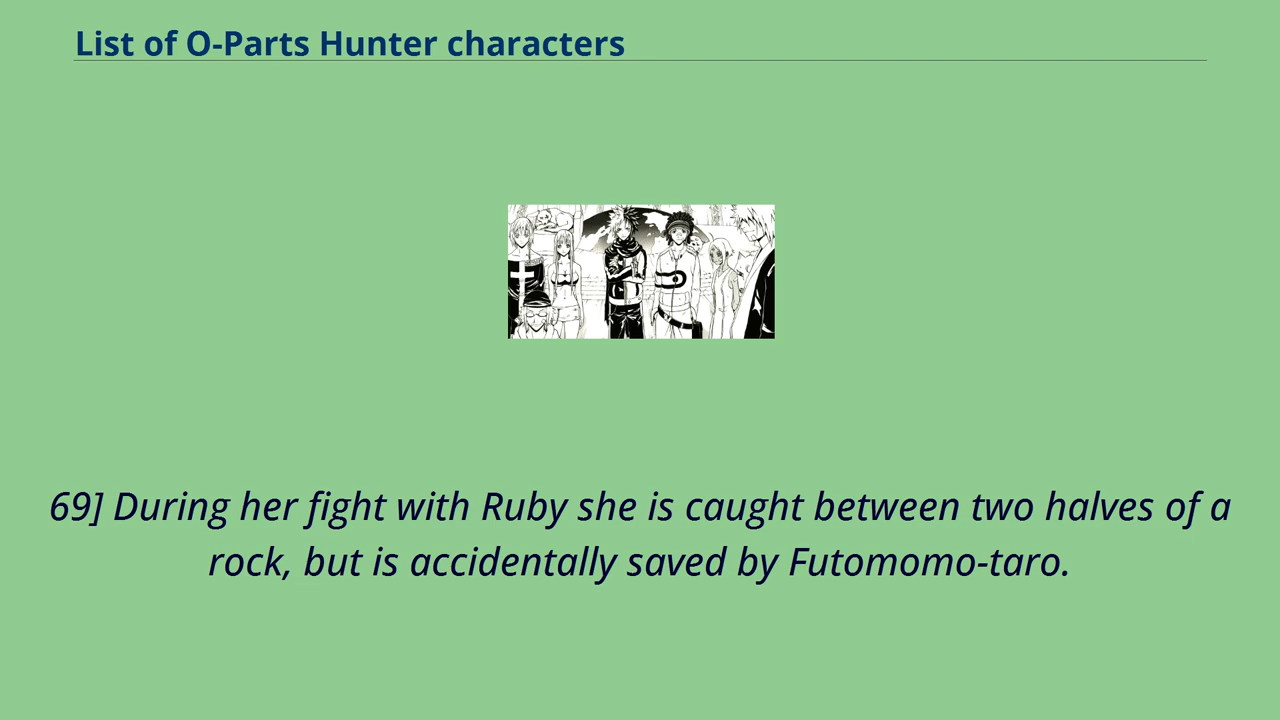 List of O-Parts Hunter characters
69] During her fight with Ruby she is caught between two halves of a
rock, but is accidentally saved by Futomomo-taro.